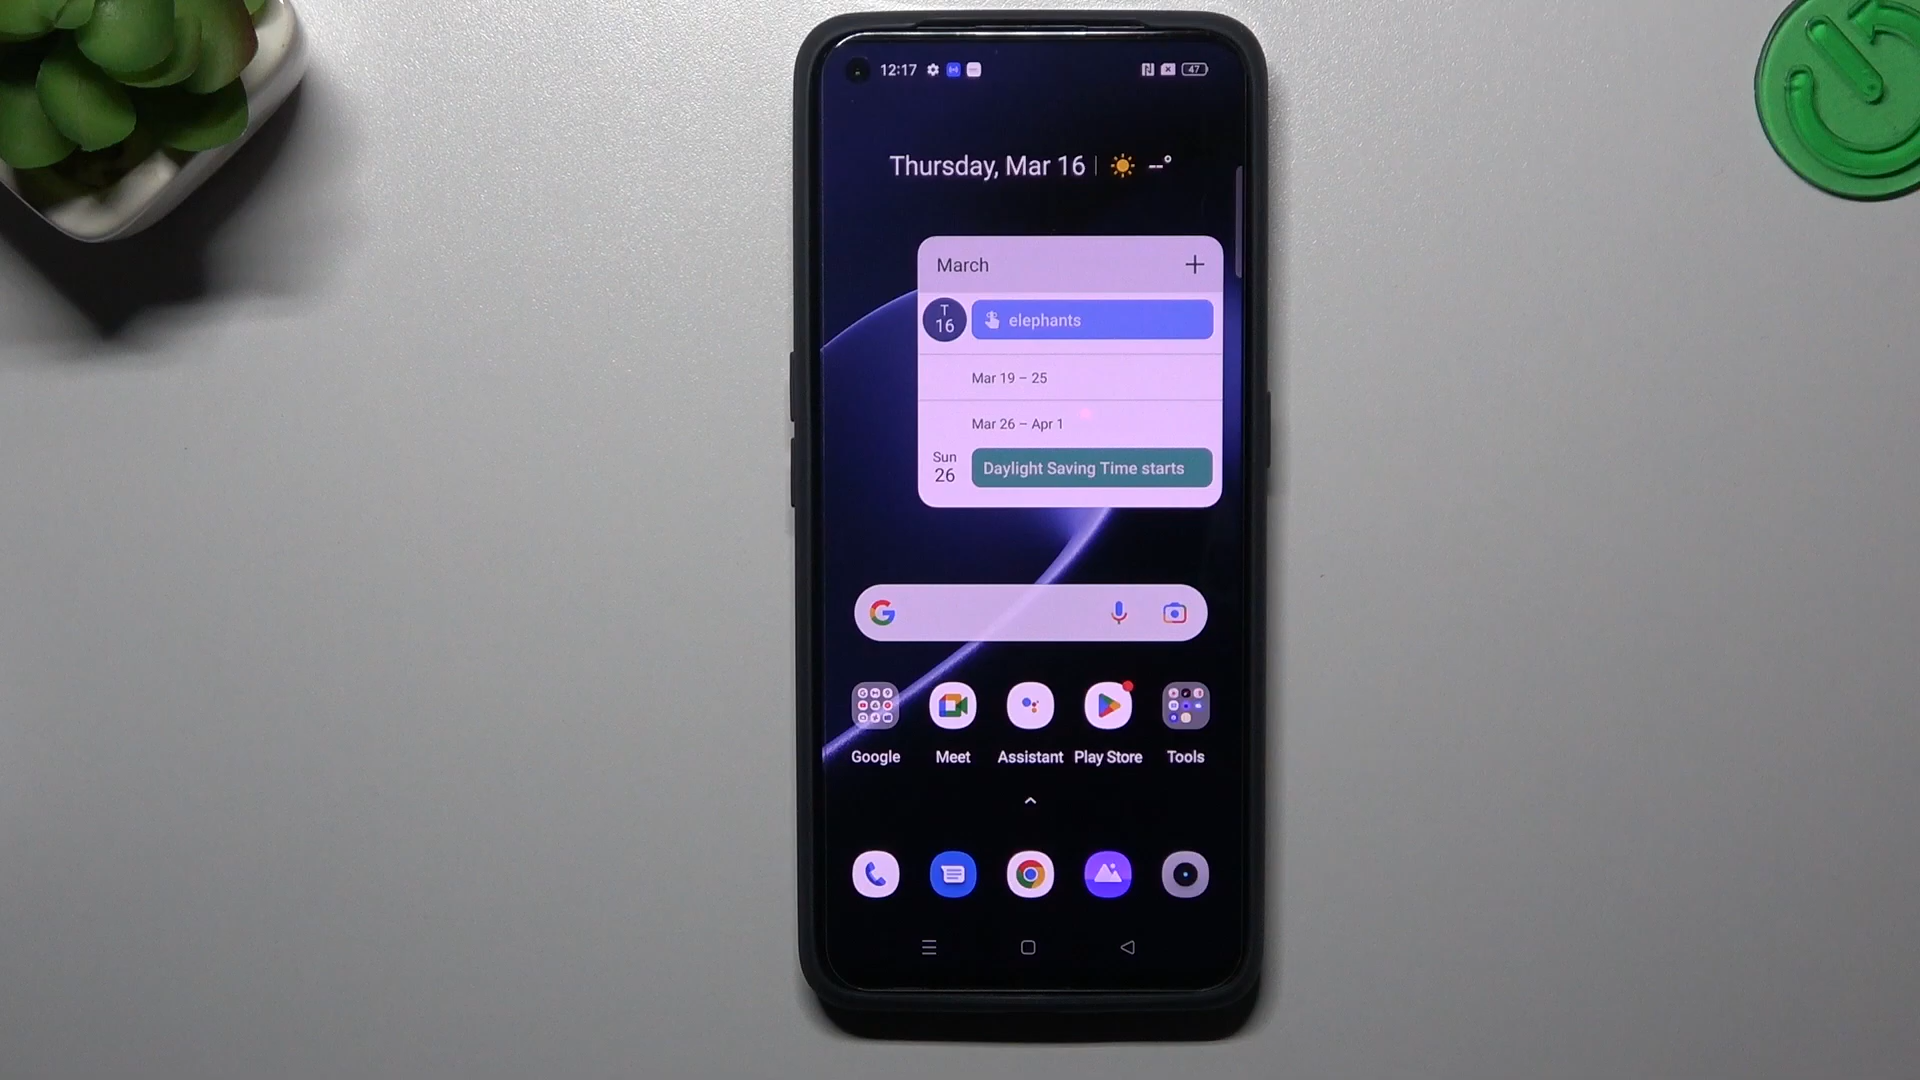 12:17
47
Thursday, Mar 16 | --°
March +
T
16
elephants
Mar 19 – 25
Mar 26 – Apr 1
Sun
26
Daylight Saving Time starts
G
Google Meet Assistant Play Store Tools